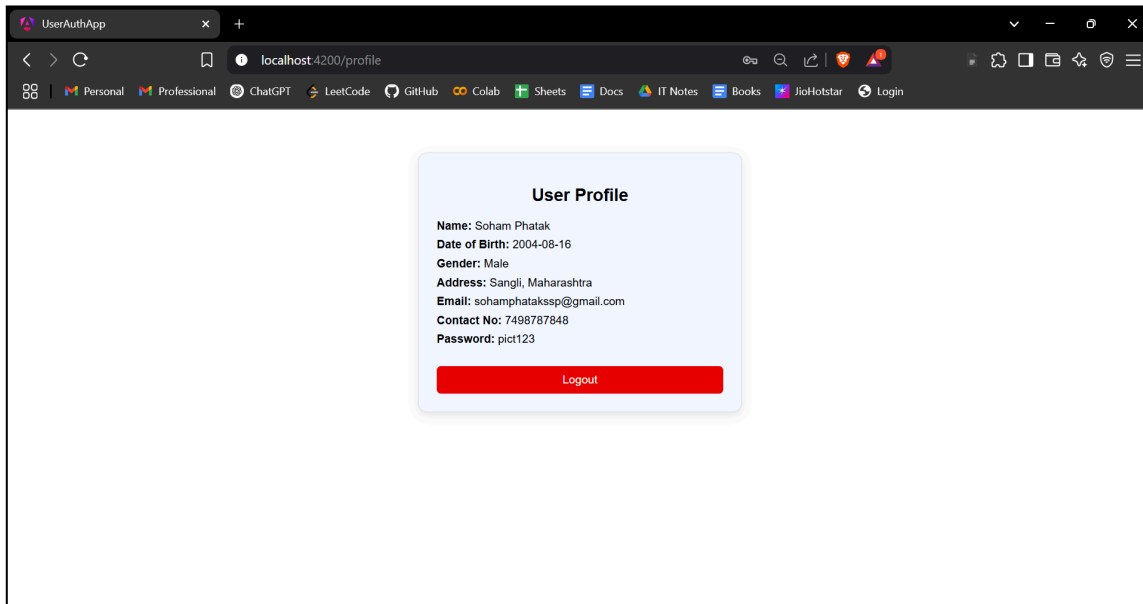 UserAuthApp
localhost:4200/profile
1
Personal Professional ChatGPT LeetCode GitHub Colab Sheets Docs IT Notes Books JioHotstar Login
User Profile
Name: Soham Phatak
Date of Birth: 2004-08-16
Gender: Male
Address: Sangli, Maharashtra
Email: sohamphatakssp@gmail.com
Contact No: 7498787848
Password: pict123
Logout